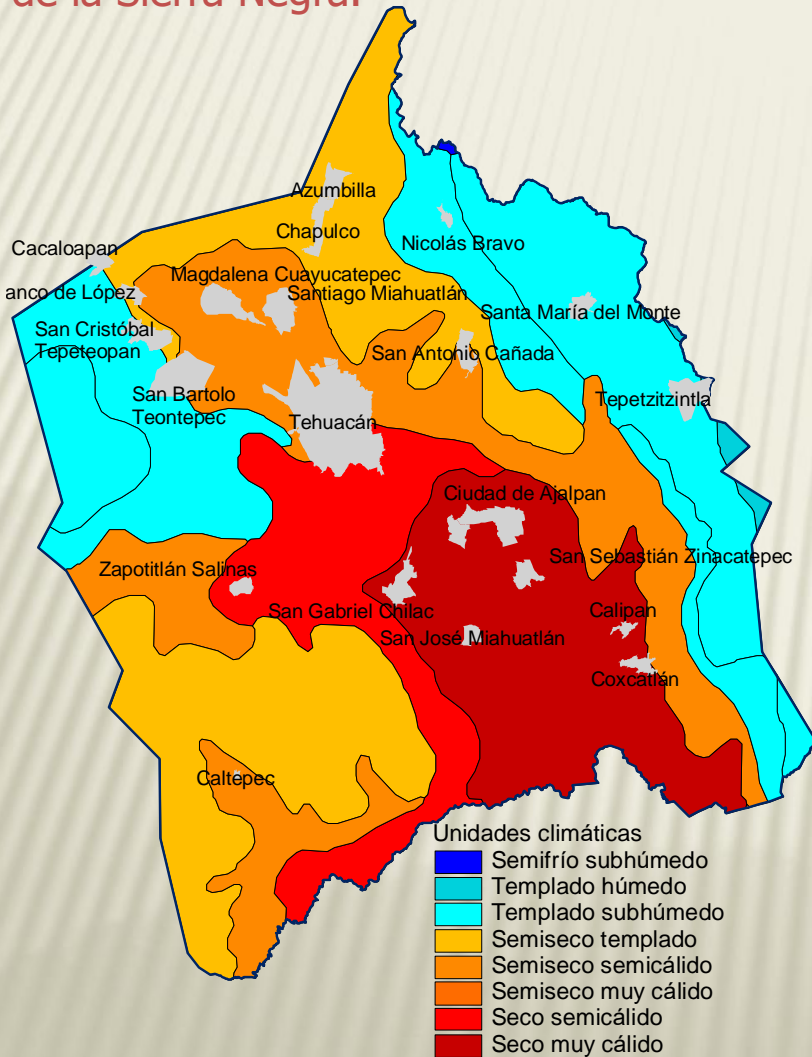 de la Sierra Negra.
Azumbilla
Chapulco
Cacaloapan
Nicolás Bravo
Magdalena Cuayucatepec
anco de López
Santiago Miahuatlán
Santa María del Monte
San Cristóbal
Tepeteopan
San Antonio Cañada
San Bartolo
Teontepec
Tepetzitzintla
Tehuacán
Ciudad de Ajalpan
San Sebastián Zinacatepec
Zapotitlán Salinas
San Gabriel Chilac
Calipan
San José Miahuatlán
Coxcatlán
Caltepec
Unidades climáticas
Semifrío subhúmedo
Templado húmedo
Templado subhúmedo
Semiseco templado
Semiseco semicálido
Semiseco muy cálido
Seco semicálido
Seco muy cálido